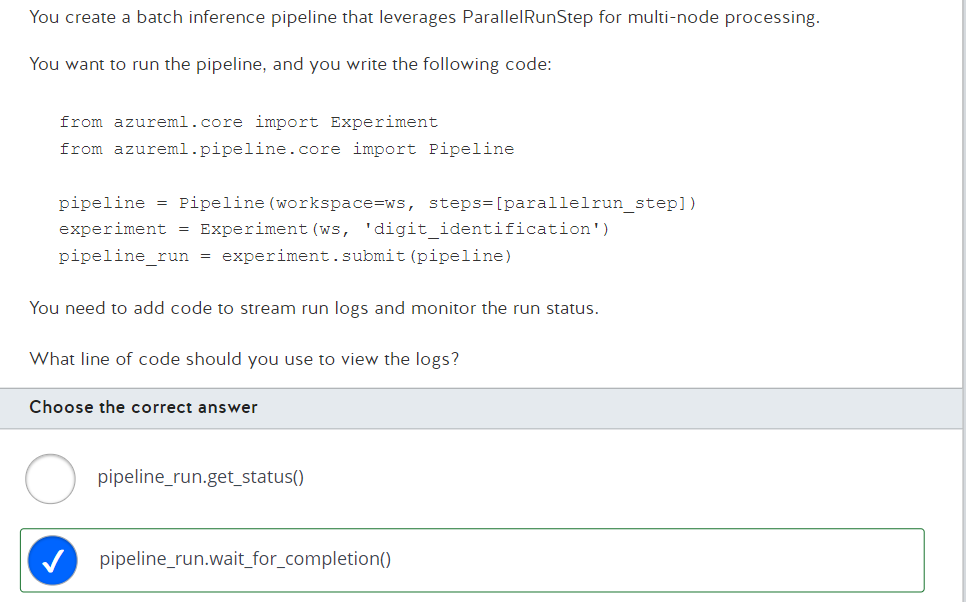 You create a batch inference pipeline that leverages ParallelRunStep for multi-node processing.
You want to run the pipeline, and you write the following code:
from azureml.core import Experiment
from azureml.pipeline.core import Pipeline
pipeline = Pipeline(workspace=ws, steps=[parallelrun_step])
experiment = Experiment(ws, 'digit_identification')
pipeline_run = experiment.submit(pipeline)
You need to add code to stream run logs and monitor the run status.
What line of code should you use to view the logs?
Choose the correct answer
pipeline_run.get_status()
pipeline_run.wait_for_completion()